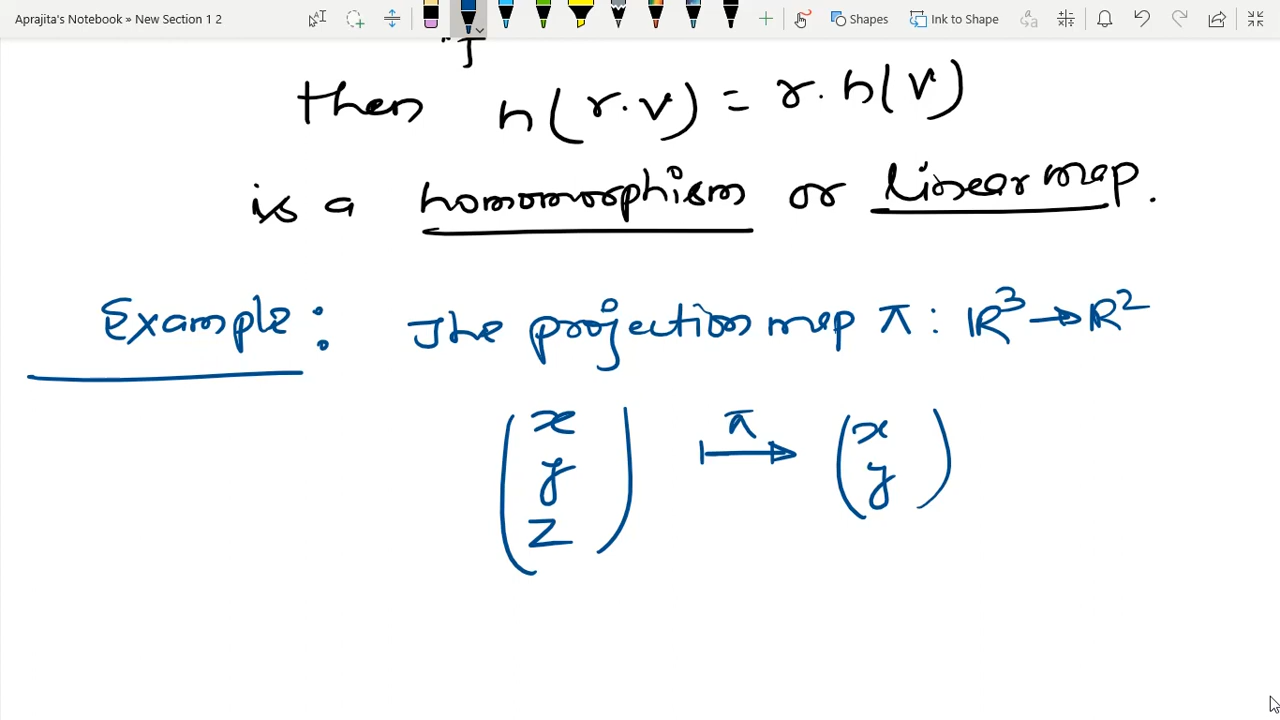 Aprajita's Notebook » New Section 1 2
Shapes
Ink to Shape
then h(r.v) = r.h(v)
is a homomorphism or linear map.
Example: The projection map π: ℝ³→ℝ²
(x y z) ↦π (x y)